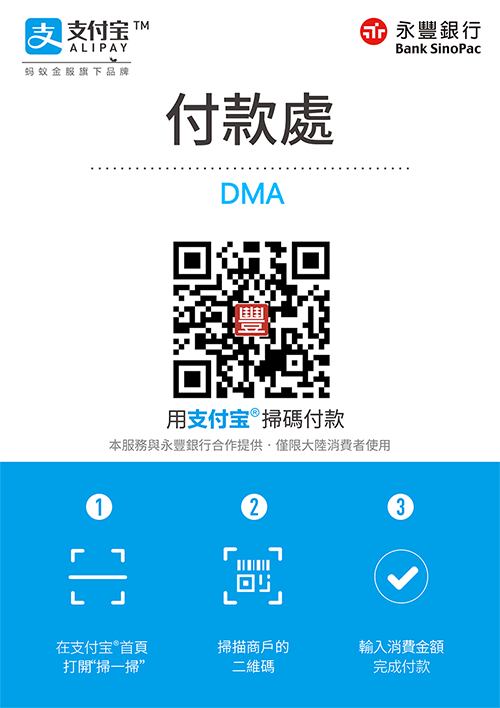 支付宝™
ALIPAY
蚂蚁金服旗下品牌
永豐銀行
Bank SinoPac
付款處
DMA
豐
用支付宝®掃碼付款
本服務與永豐銀行合作提供・僅限大陸消費者使用
1
2
3
在支付宝®首頁
打開“掃一掃”
掃描商戶的
二維碼
輸入消費金額
完成付款